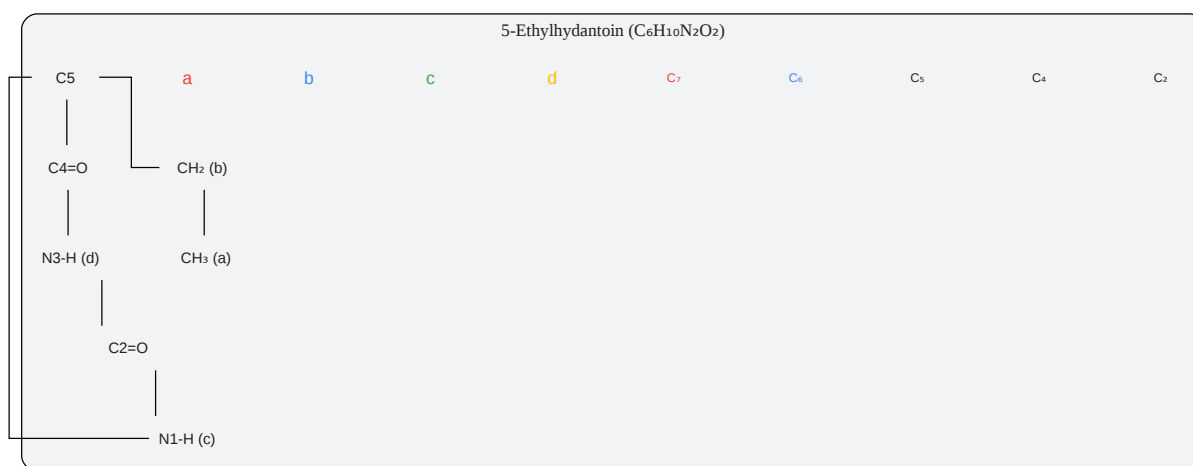 5-Ethylhydantoin (C₆H₁₀N₂O₂)
C5 a b c d C₇ C₆ C₅ C₄ C₂
C4=O CH₂ (b)
N3-H (d) CH₃ (a)
C2=O
N1-H (c)